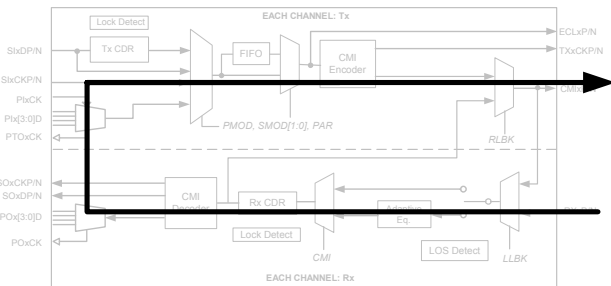 EACH CHANNEL: Tx
Lock Detect
ECLxP/N
SIxDP/N
Tx CDR
FIFO
CMI
Encoder
TXxCKP/N
SIxCKP/N
PIxCK
PIx[3:0]D
PTOxCK
PMOD, SMOD[1:0], PAR
RLBK
SOxCKP/N
SOxDP/N
POx[3:0]D
POxCK
CMI
Decoder
Rx CDR
Lock Detect
CMI
Adaptive
Eq.
LOS Detect
LLBK
EACH CHANNEL: Rx